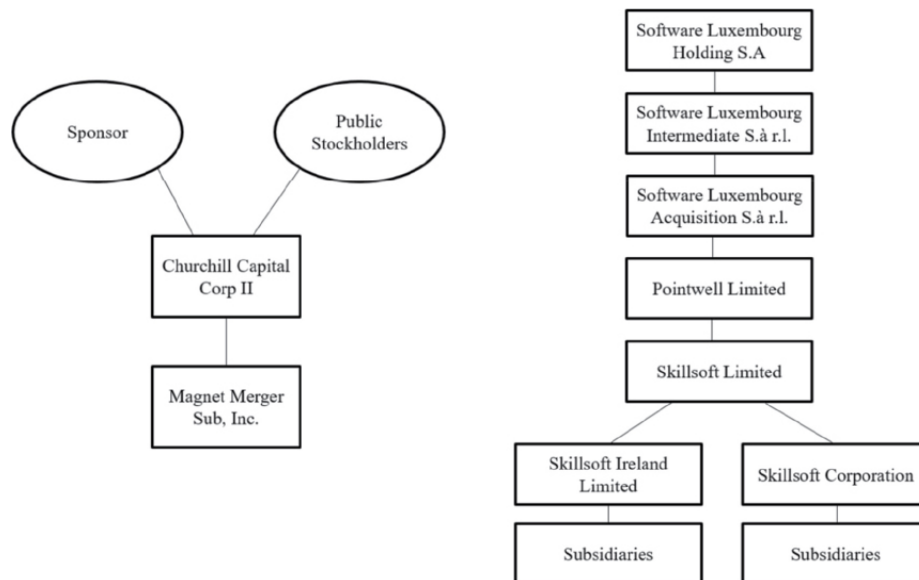 Sponsor
Public
Stockholders
Churchill Capital
Corp II
Magnet Merger
Sub, Inc.
Software Luxembourg
Holding S.A
Software Luxembourg
Intermediate S.à r.l.
Software Luxembourg
Acquisition S.à r.l.
Pointwell Limited
Skillsoft Limited
Skillsoft Ireland
Limited
Skillsoft Corporation
Subsidiaries
Subsidiaries